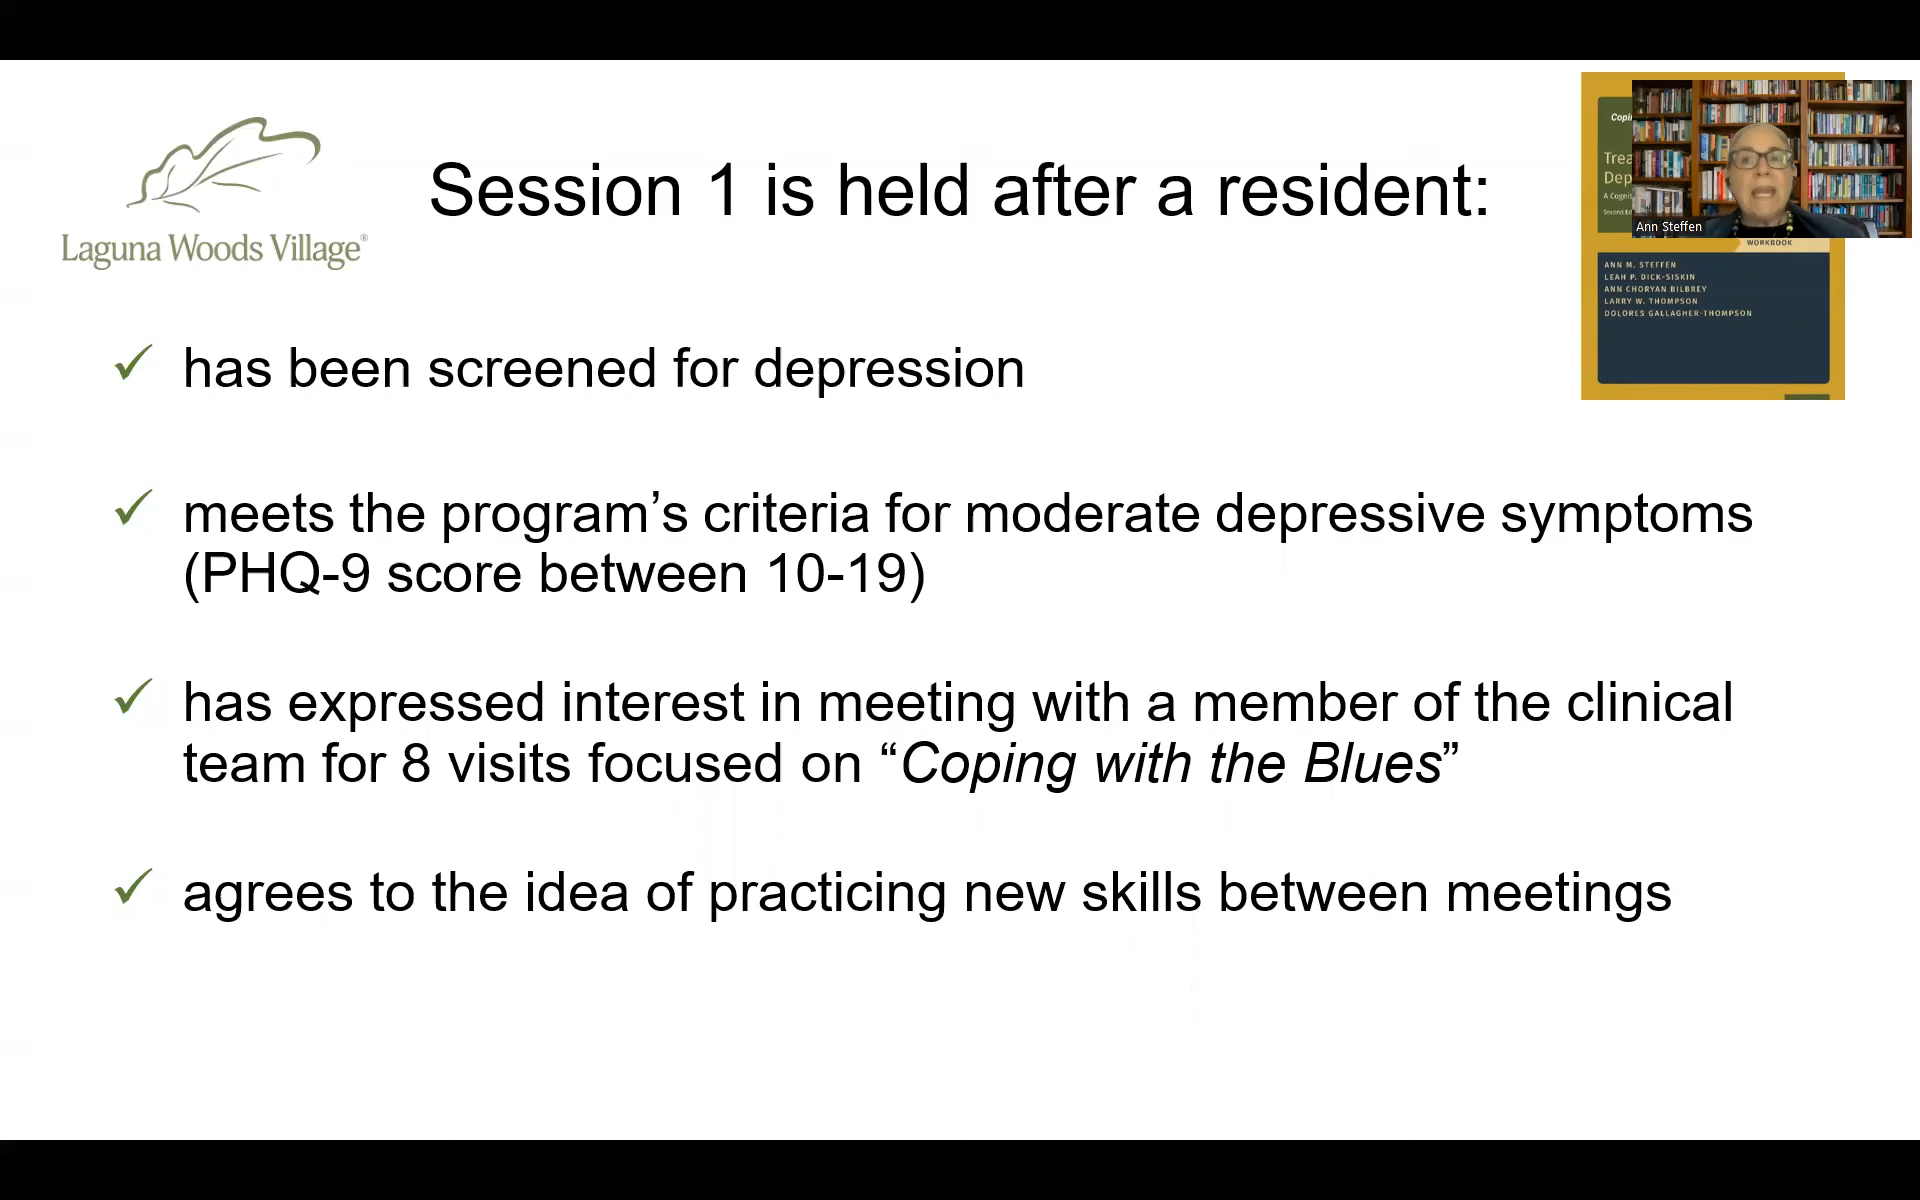 Laguna Woods Village®
Session 1 is held after a resident:
has been screened for depression
meets the program’s criteria for moderate depressive symptoms
(PHQ-9 score between 10-19)
has expressed interest in meeting with a member of the clinical
team for 8 visits focused on “Coping with the Blues”
agrees to the idea of practicing new skills between meetings
Ann Steffen
WORKBOOK
ANN M. STEFFEN
LEAH P. DICK-SISKIN
ANN CHORYAN BILBREY
LARRY W. THOMPSON
DOLORES GALLAGHER-THOMPSON